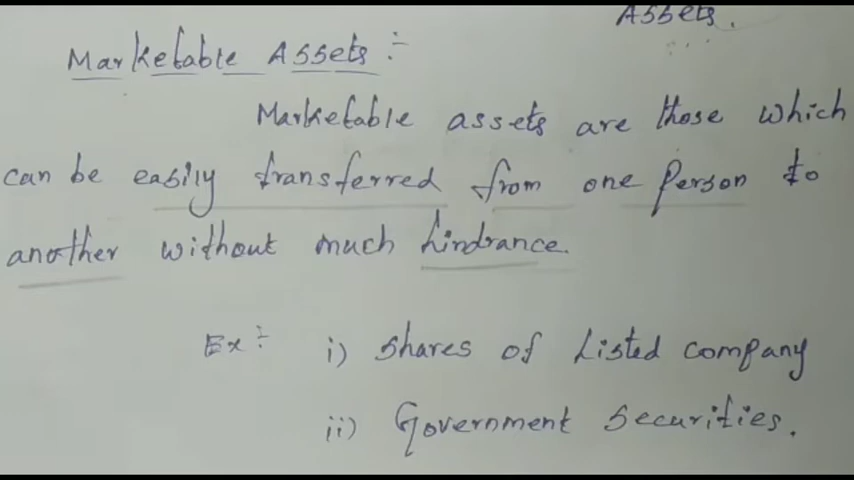 Assets.
Marketable Assets :-
Marketable assets are those which
can be easily transferred from one Person to
another without much hindrance.
Ex :- i) Shares of Listed company
ii) Government Securities.